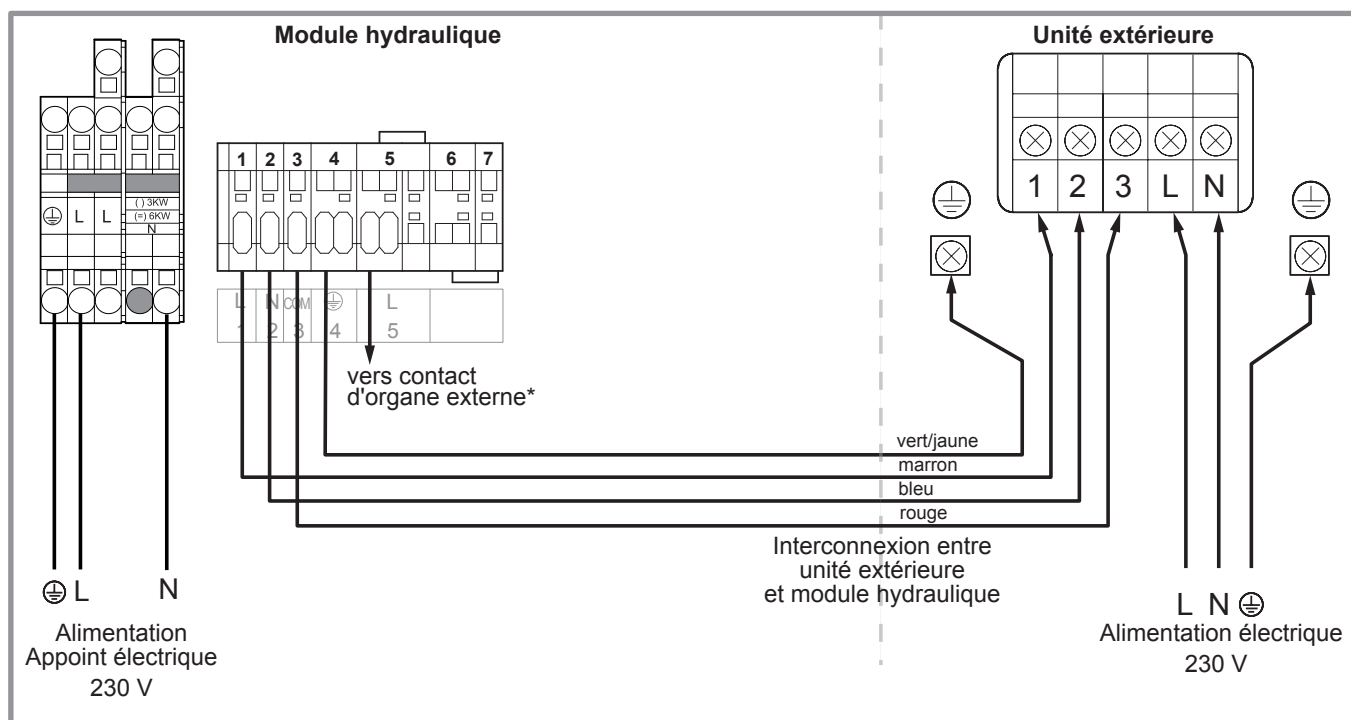 Module hydraulique
Unité extérieure
1 2 3 4 5 6 7
1 2 3 L N
L L
( ) 3KW
(=) 6KW
N
L N COM L
1 2 3 4 5
vers contact
d'organe externe*
vert/jaune
marron
bleu
rouge
Interconnexion entre
unité extérieure
et module hydraulique
L N
Alimentation
Appoint électrique
230 V
L N
Alimentation électrique
230 V